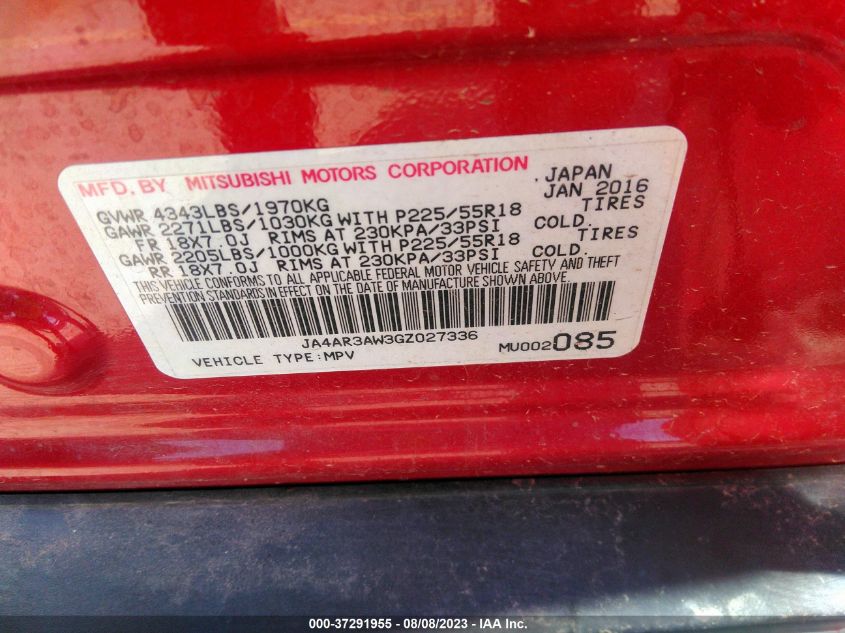 MFD. BY MITSUBISHI MOTORS CORPORATION JAPAN
GVWR 4343LBS/1970KG JAN 2016
GAWR 2271LBS/1030KG WITH P225/55R18 TIRES
FR 18X7.0J RIMS AT 230KPA/33PSI COLD.
GAWR 2205LBS/1000KG WITH P225/55R18 TIRES
RR 18X7.0J RIMS AT 230KPA/33PSI COLD.
THIS VEHICLE CONFORMS TO ALL APPLICABLE FEDERAL MOTOR VEHICLE SAFETY AND THEFT
PREVENTION STANDARDS IN EFFECT ON THE DATE OF MANUFACTURE SHOWN ABOVE.
JA4AR3AW3GZ027336
VEHICLE TYPE:MPV MU002085
000-37291955 - 08/08/2023 - IAA Inc.